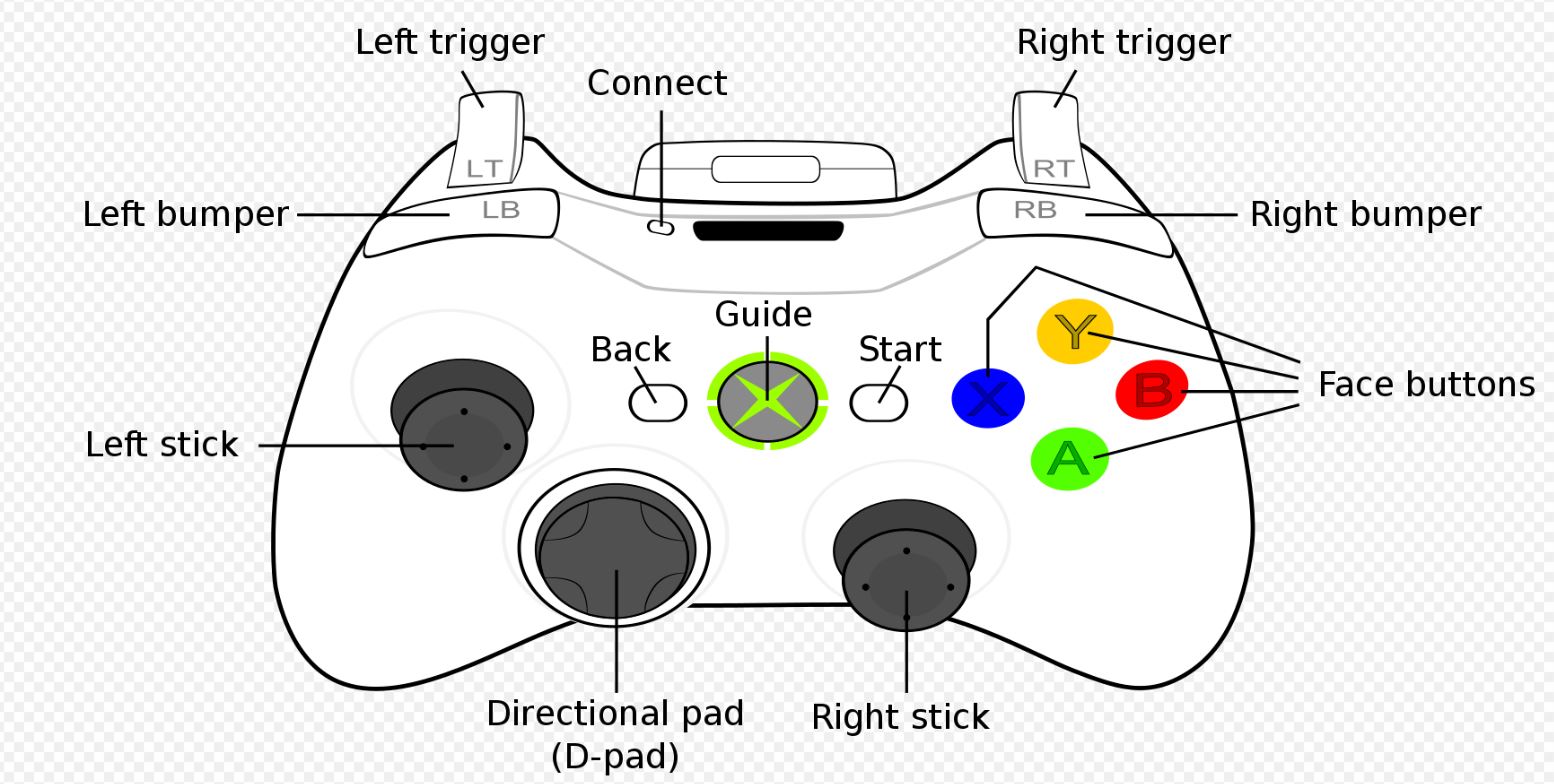 Left trigger
Right trigger
Connect
LT
RT
Left bumper
LB
RB
Right bumper
Guide
Back
Start
Y
X
B
Face buttons
Left stick
A
Directional pad
(D-pad)
Right stick